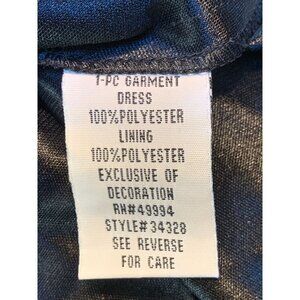 1-PC GARMENT
DRESS
100%POLYESTER
LINING
100%POLYESTER
EXCLUSIVE OF
DECORATION
RN#49994
STYLE#34328
SEE REVERSE
FOR CARE